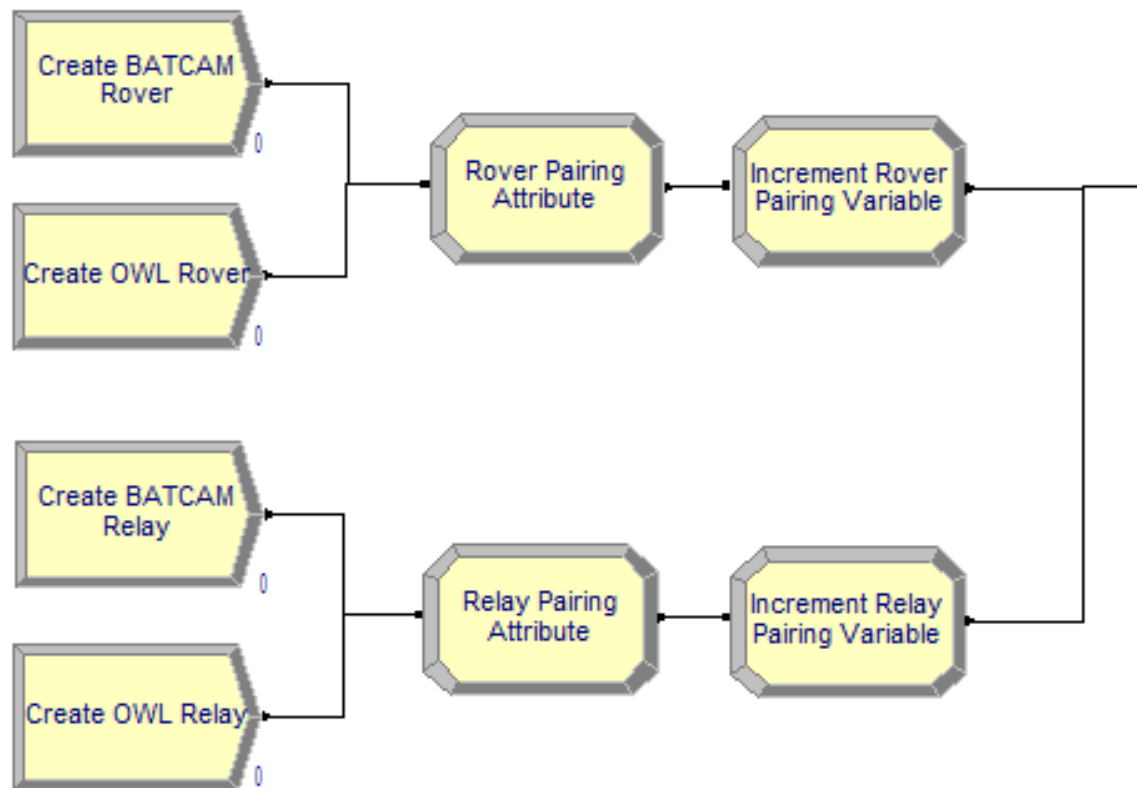 Create BATCAM
Rover
0
Create OWL Rover
0
Rover Pairing
Attribute
Increment Rover
Pairing Variable
Create BATCAM
Relay
0
Create OWL Relay
0
Relay Pairing
Attribute
Increment Relay
Pairing Variable